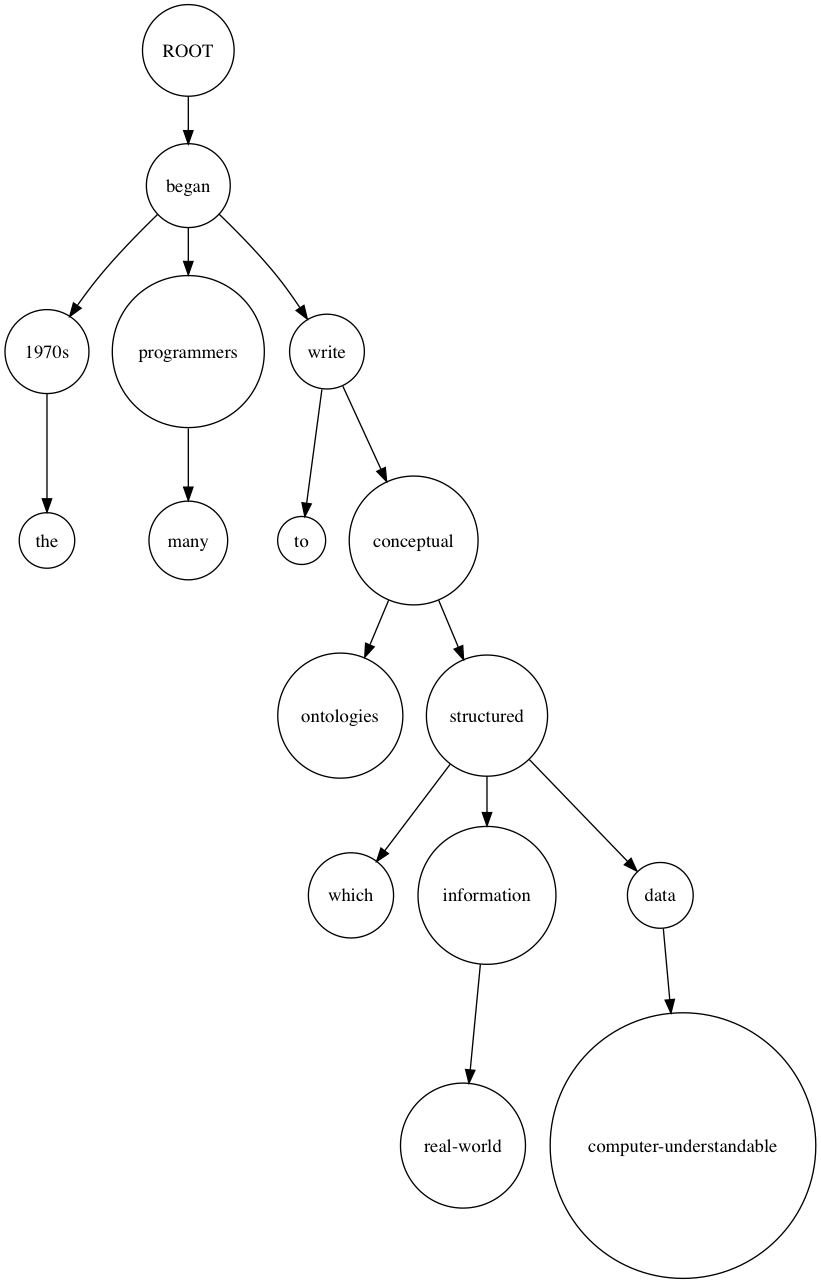 ROOT
began
1970s
programmers
write
the
many
to
conceptual
ontologies
structured
which
information
data
real-world
computer-understandable